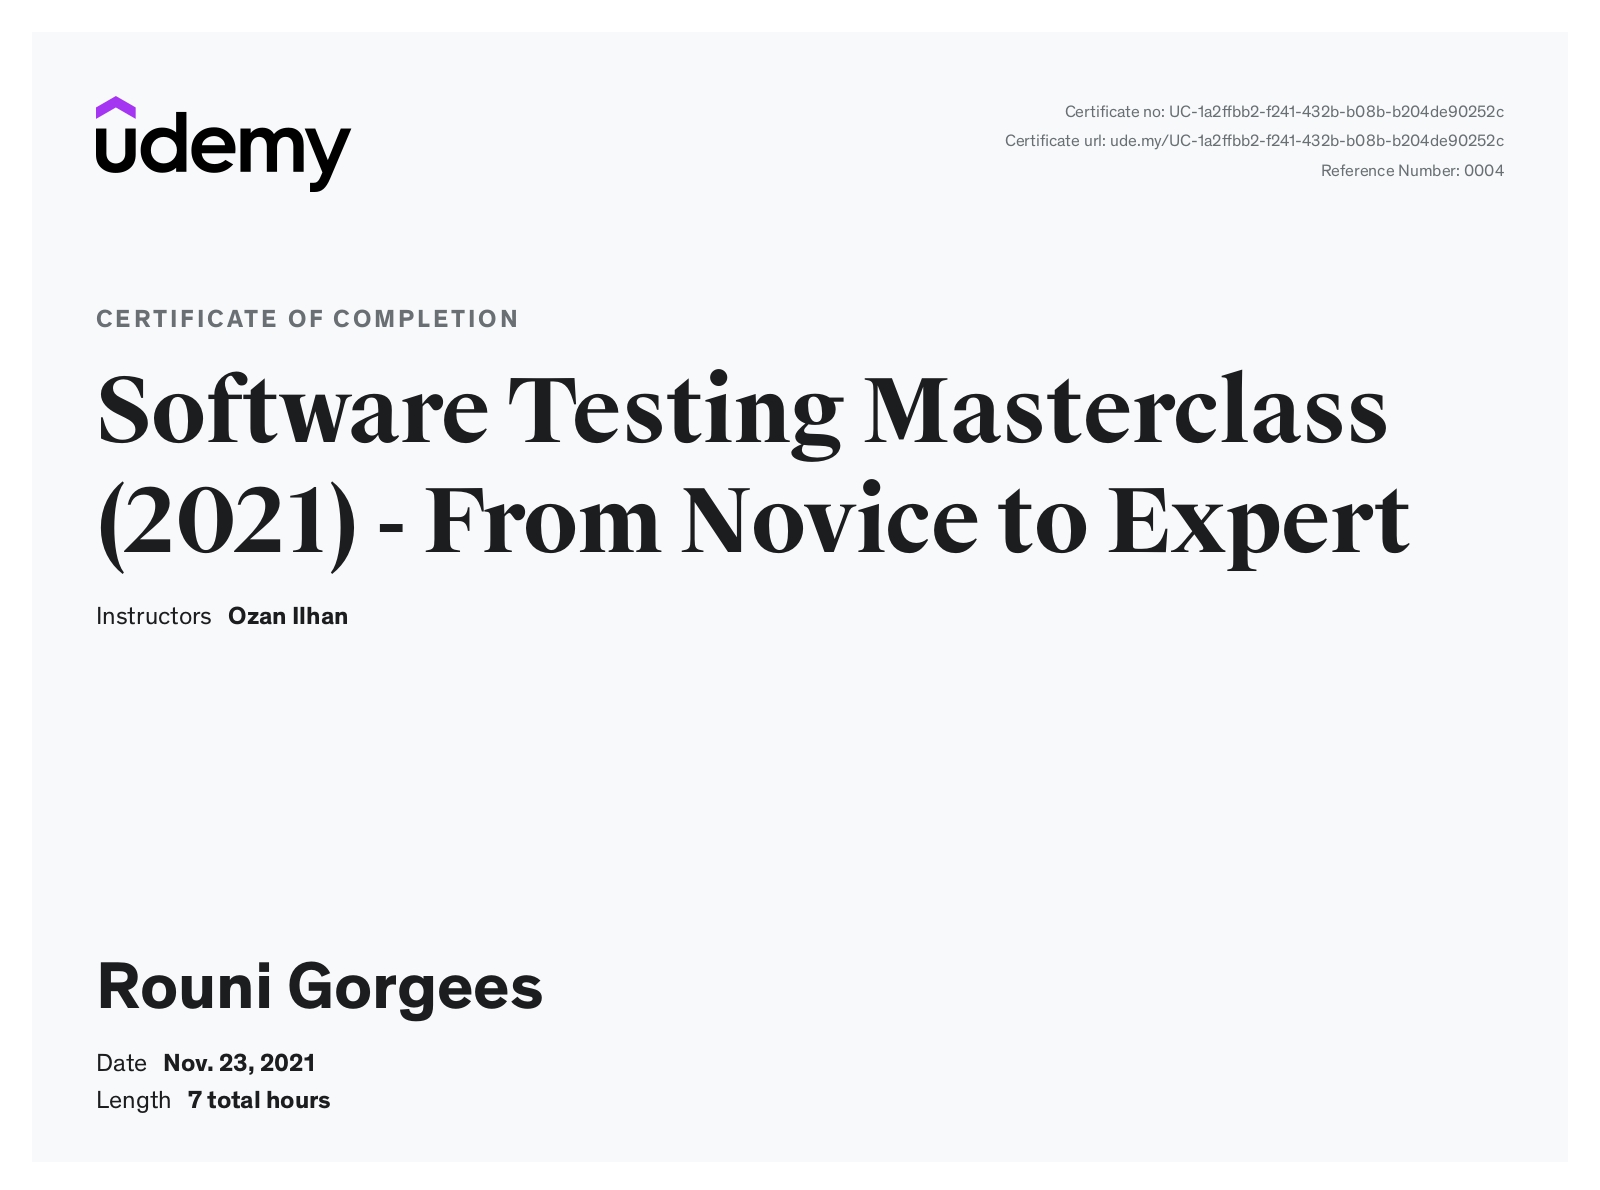 udemy
Certificate no: UC-1a2ffbb2-f241-432b-b08b-b204de90252c
Certificate url: ude.my/UC-1a2ffbb2-f241-432b-b08b-b204de90252c
Reference Number: 0004
CERTIFICATE OF COMPLETION
Software Testing Masterclass
(2021) - From Novice to Expert
Instructors Ozan Ilhan
Rouni Gorgees
Date Nov. 23, 2021
Length 7 total hours